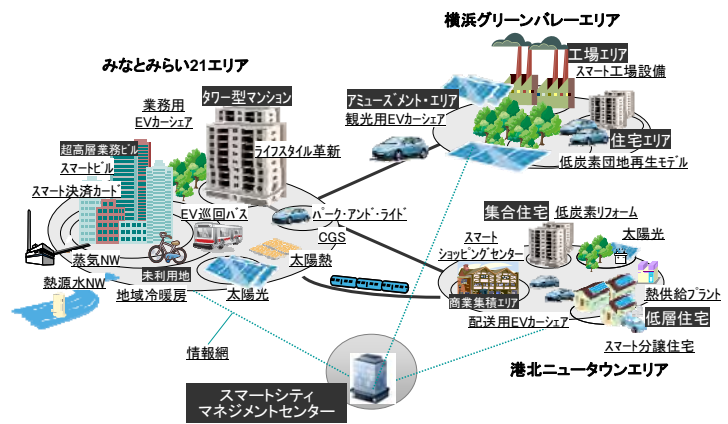 横浜グリーンバレーエリア
工場エリア
スマート工場設備
アミューズメント・エリア
観光用EVカーシェア
住宅エリア
低炭素団地再生モデル
みなとみらい21エリア
業務用
EVカーシェア
タワー型マンション
超高層業務ビル
スマートビル
スマート決済カード
ライフスタイル革新
EV巡回バス
パーク・アンド・ライド
CGS
蒸気NW
太陽熱
熱源水NW
未利用地
地域冷暖房
太陽光
集合住宅
低炭素リフォーム
太陽光
スマート
ショッピングセンター
商業集積エリア
熱供給プラント
配送用EVカーシェア
低層住宅
スマート分譲住宅
港北ニュータウンエリア
情報網
スマートシティ
マネジメントセンター